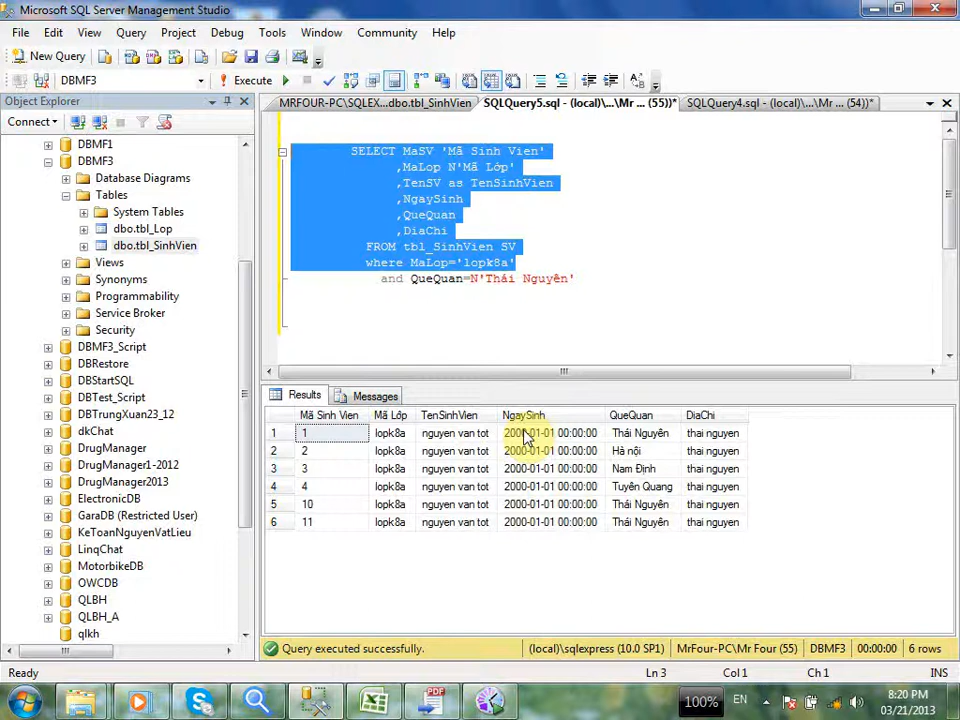 Microsoft SQL Server Management Studio
File Edit View Query Project Debug Tools Window Community Help
New Query
DBMF3 Execute
Object Explorer
MRFOUR-PC\SQLEX...dbo.tbl_SinhVien SQLQuery5.sql - (local)\...\Mr ... (55))* SQLQuery4.sql - (local)\...\Mr ... (54))*
Connect
DBMF1
DBMF3
Database Diagrams
Tables
System Tables
dbo.tbl_Lop
dbo.tbl_SinhVien
Views
Synonyms
Programmability
Service Broker
Security
DBMF3_Script
DBRestore
DBStartSQL
DBTest_Script
DBTrungXuan23_12
dkChat
DrugManager
DrugManager1-2012
DrugManager2013
ElectronicDB
GaraDB (Restricted User)
KeToanNguyenVatLieu
LinqChat
MotorbikeDB
OWCDB
QLBH
QLBH_A
qlkh
SELECT MaSV 'Mã Sinh Vien'
,MaLop N'Mã Lớp'
,TenSV as TenSinhVien
,NgaySinh
,QueQuan
,DiaChi
FROM tbl_SinhVien SV
where MaLop='lopk8a'
and QueQuan=N'Thái Nguyên'
Results Messages
Mã Sinh Vien Mã Lớp TenSinhVien NgaySinh QueQuan DiaChi
1 1 lopk8a nguyen van tot 2000-01-01 00:00:00 Thái Nguyên thai nguyen
2 2 lopk8a nguyen van tot 2000-01-01 00:00:00 Hà nội thai nguyen
3 3 lopk8a nguyen van tot 2000-01-01 00:00:00 Nam Định thai nguyen
4 4 lopk8a nguyen van tot 2000-01-01 00:00:00 Tuyên Quang thai nguyen
5 10 lopk8a nguyen van tot 2000-01-01 00:00:00 Thái Nguyên thai nguyen
6 11 lopk8a nguyen van tot 2000-01-01 00:00:00 Thái Nguyên thai nguyen
Query executed successfully. (local)\sqlexpress (10.0 SP1) MrFour-PC\Mr Four (55) DBMF3 00:00:00 6 rows
Ready Ln 3 Col 1 Ch 1 INS
100% EN 8:20 PM
03/21/2013
PDF